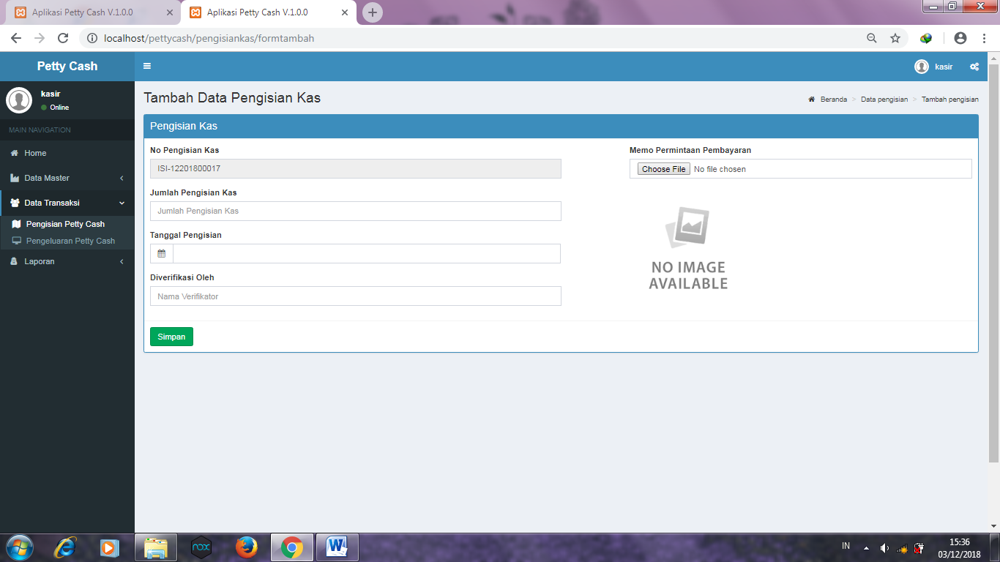 Aplikasi Petty Cash V.1.0.0
Aplikasi Petty Cash V.1.0.0
localhost/pettycash/pengisiankas/formtambah
Petty Cash
kasir
kasir
Online
MAIN NAVIGATION
Home
Data Master
Data Transaksi
Pengisian Petty Cash
Pengeluaran Petty Cash
Laporan
Tambah Data Pengisian Kas
Beranda > Data pengisian > Tambah pengisian
Pengisian Kas
No Pengisian Kas
ISI-12201800017
Jumlah Pengisian Kas
Jumlah Pengisian Kas
Tanggal Pengisian
Diverifikasi Oleh
Nama Verifikator
Memo Permintaan Pembayaran
Choose File No file chosen
NO IMAGE
AVAILABLE
Simpan
nox
IN
15:36
03/12/2018